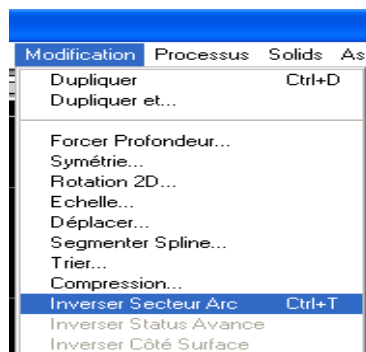 Modification Processus Solids As
Dupliquer Ctrl+D
Dupliquer et...
Forcer Profondeur...
Symétrie...
Rotation 2D...
Echelle...
Déplacer...
Segmenter Spline...
Trier...
Compression...
Inverser Secteur Arc Ctrl+T
Inverser Status Avance
Inverser Côté Surface